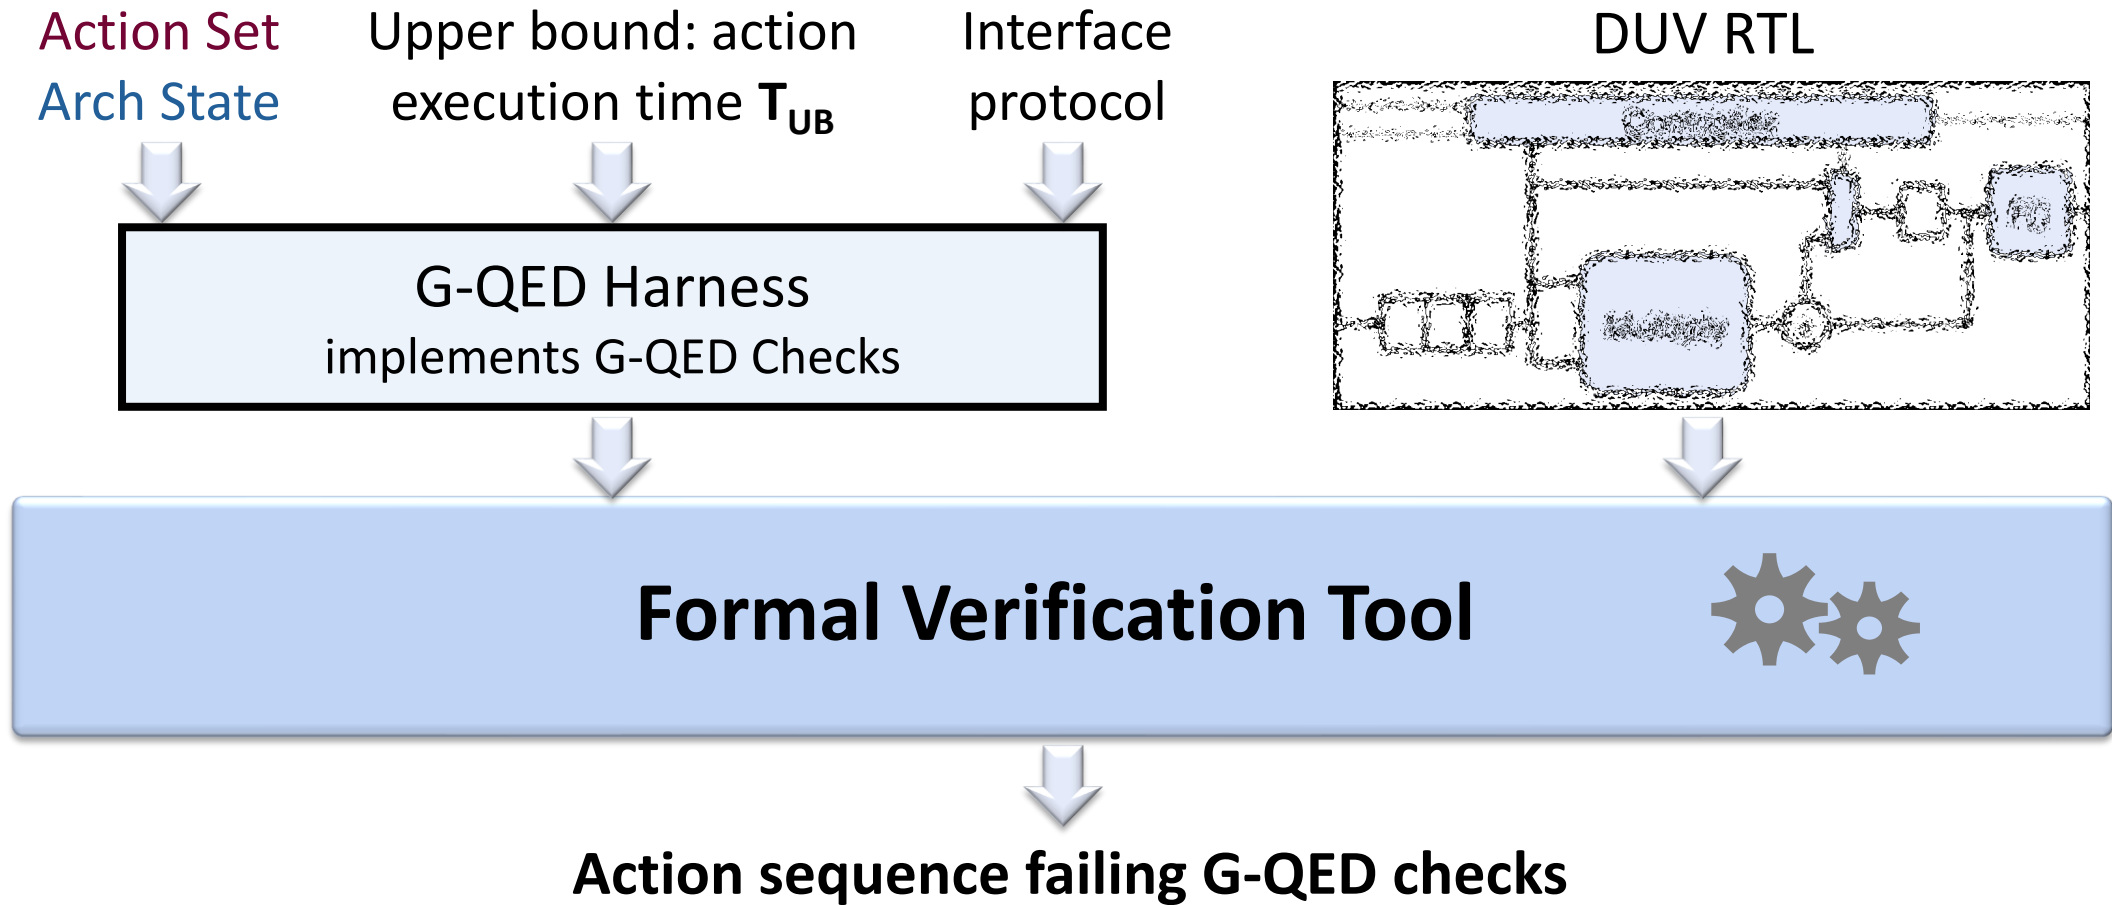 Action Set
Arch State
Upper bound: action
execution time T_UB
Interface
protocol
DUV RTL
G-QED Harness
implements G-QED Checks
Formal Verification Tool
Action sequence failing G-QED checks